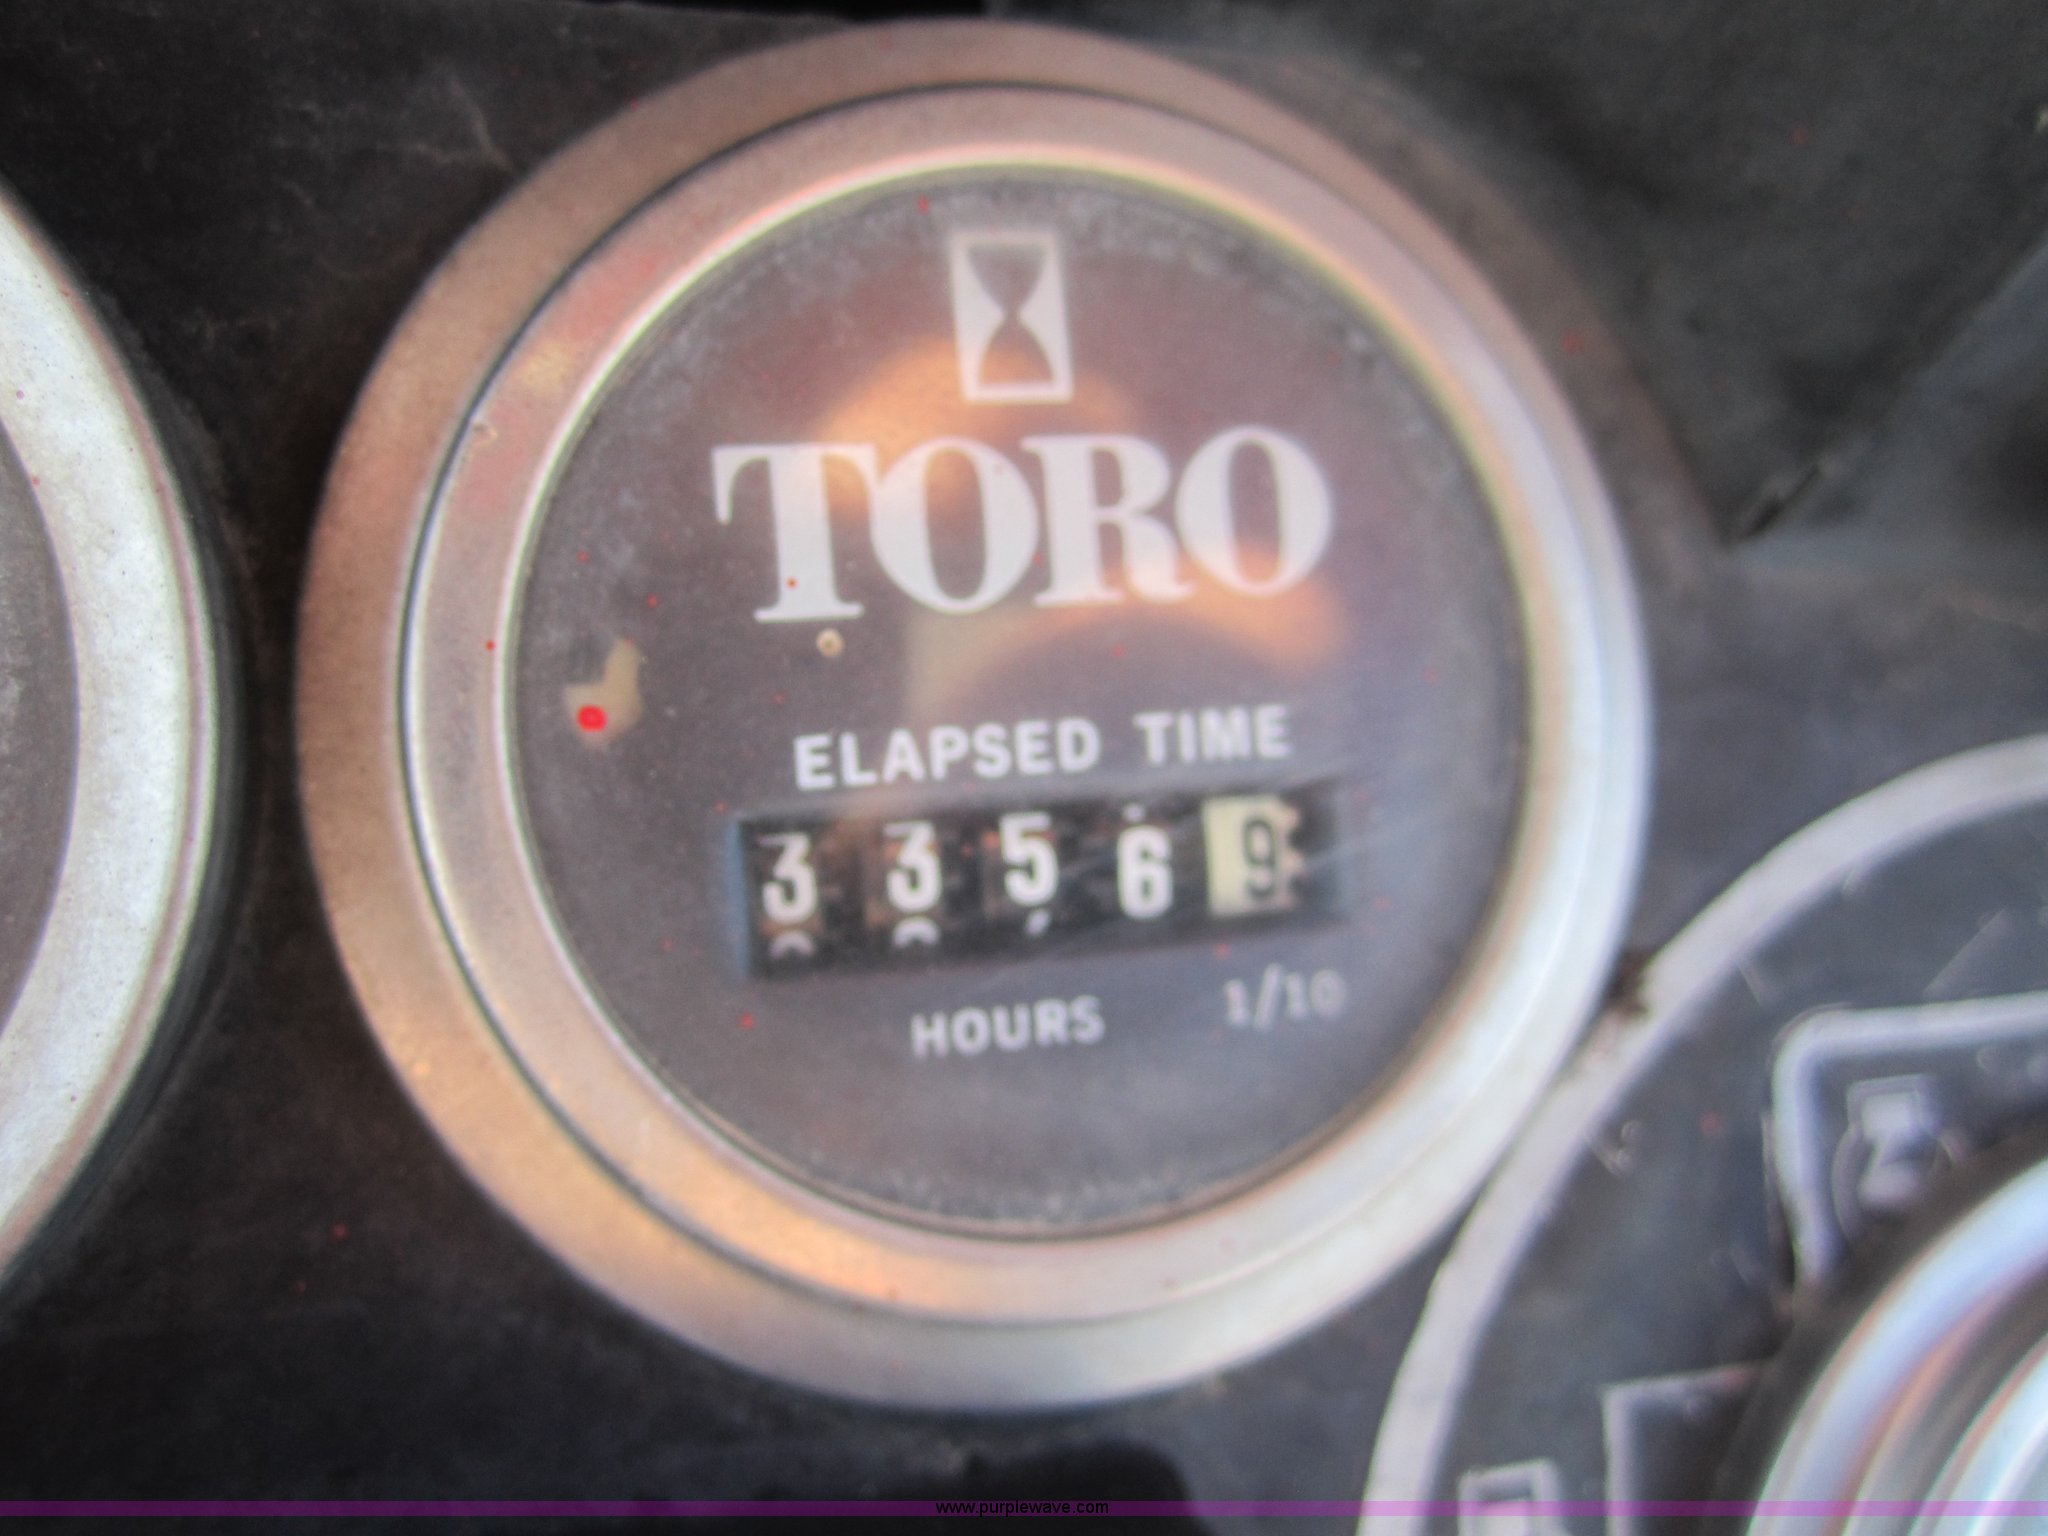 TORO
ELAPSED TIME
33569
HOURS 1/10
www.purplewave.com